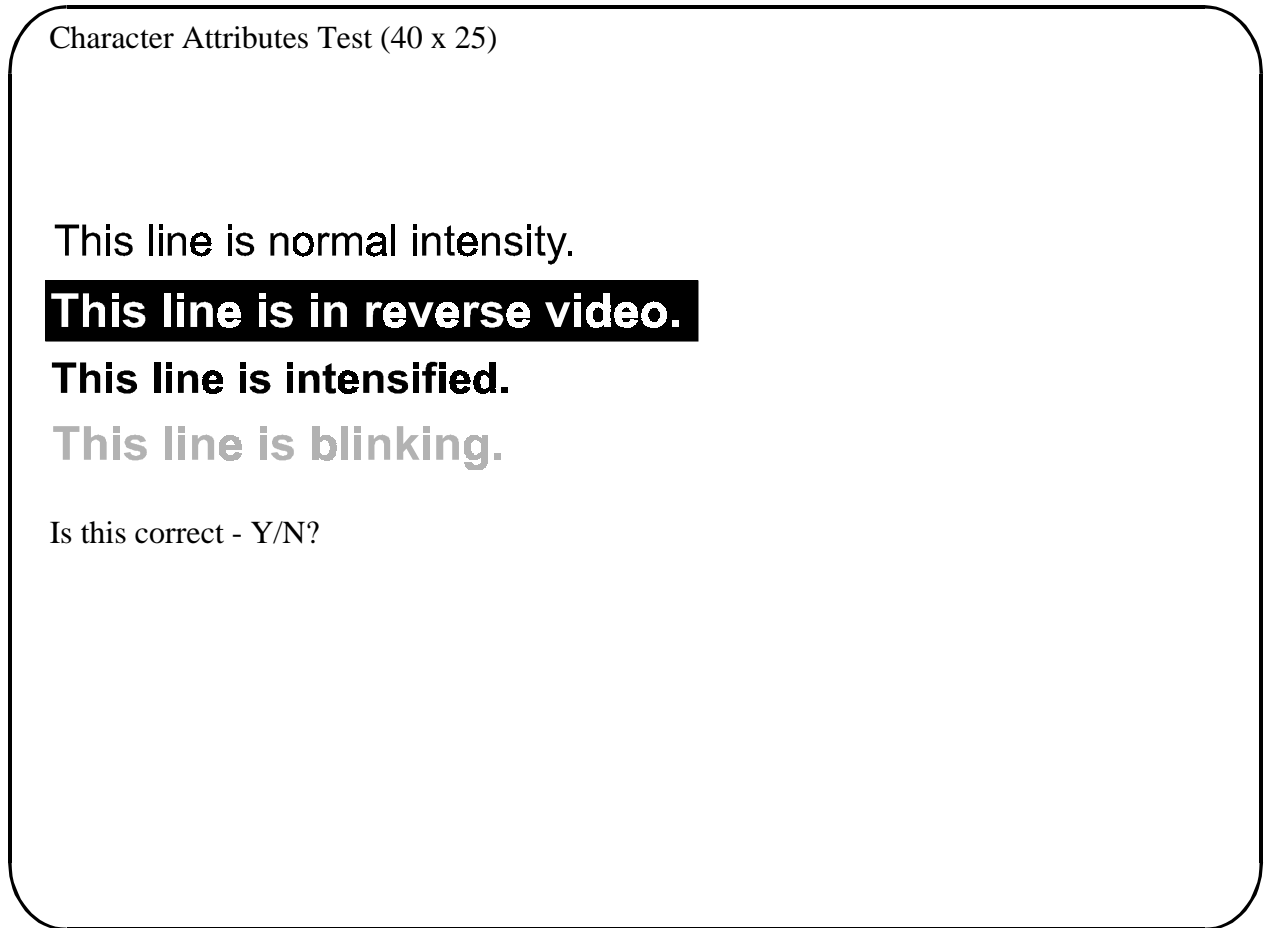 Character Attributes Test (40 x 25)
This line is normal intensity.
This line is in reverse video.
This line is intensified.
This line is blinking.
Is this correct - Y/N?